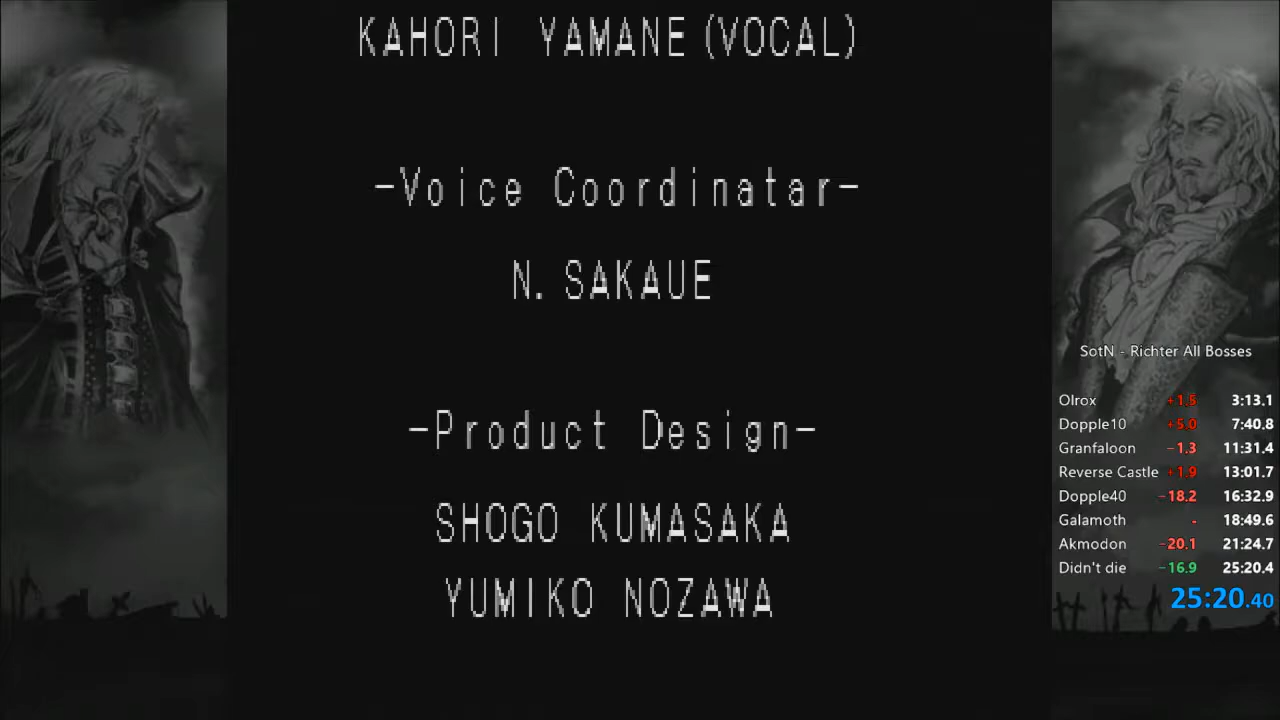 KAHORI YAMANE(VOCAL)
-Voice Coordinatar-
N. SAKAUE
-Product Design-
SHOGO KUMASAKA
YUMIKO NOZAWA
SotN - Richter All Bosses
Olrox +1.5 3:13.1
Dopple10 +5.0 7:40.8
Granfaloon -1.3 11:31.4
Reverse Castle +1.9 13:01.7
Dopple40 -18.2 16:32.9
Galamoth - 18:49.6
Akmodon -20.1 21:24.7
Didn't die -16.9 25:20.4
25:20.40